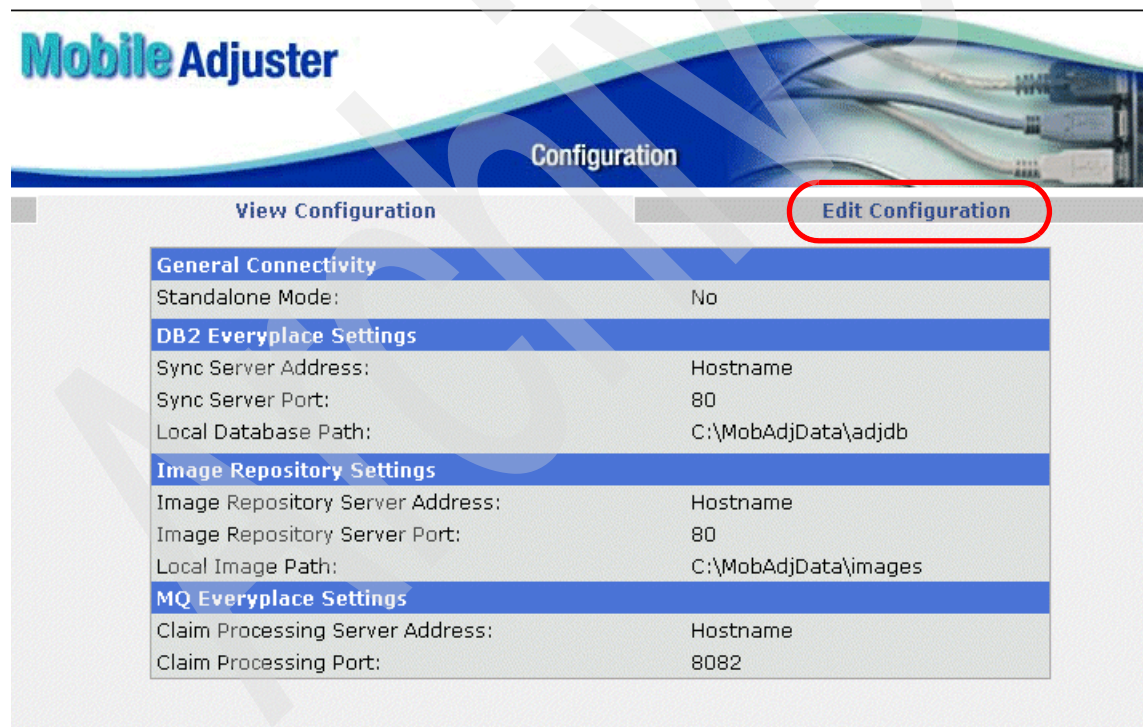 Mobile Adjuster
Configuration
View Configuration
Edit Configuration
General Connectivity
Standalone Mode: No
DB2 Everyplace Settings
Sync Server Address: Hostname
Sync Server Port: 80
Local Database Path: C:\MobAdjData\adjdb
Image Repository Settings
Image Repository Server Address: Hostname
Image Repository Server Port: 80
Local Image Path: C:\MobAdjData\images
MQ Everyplace Settings
Claim Processing Server Address: Hostname
Claim Processing Port: 8082